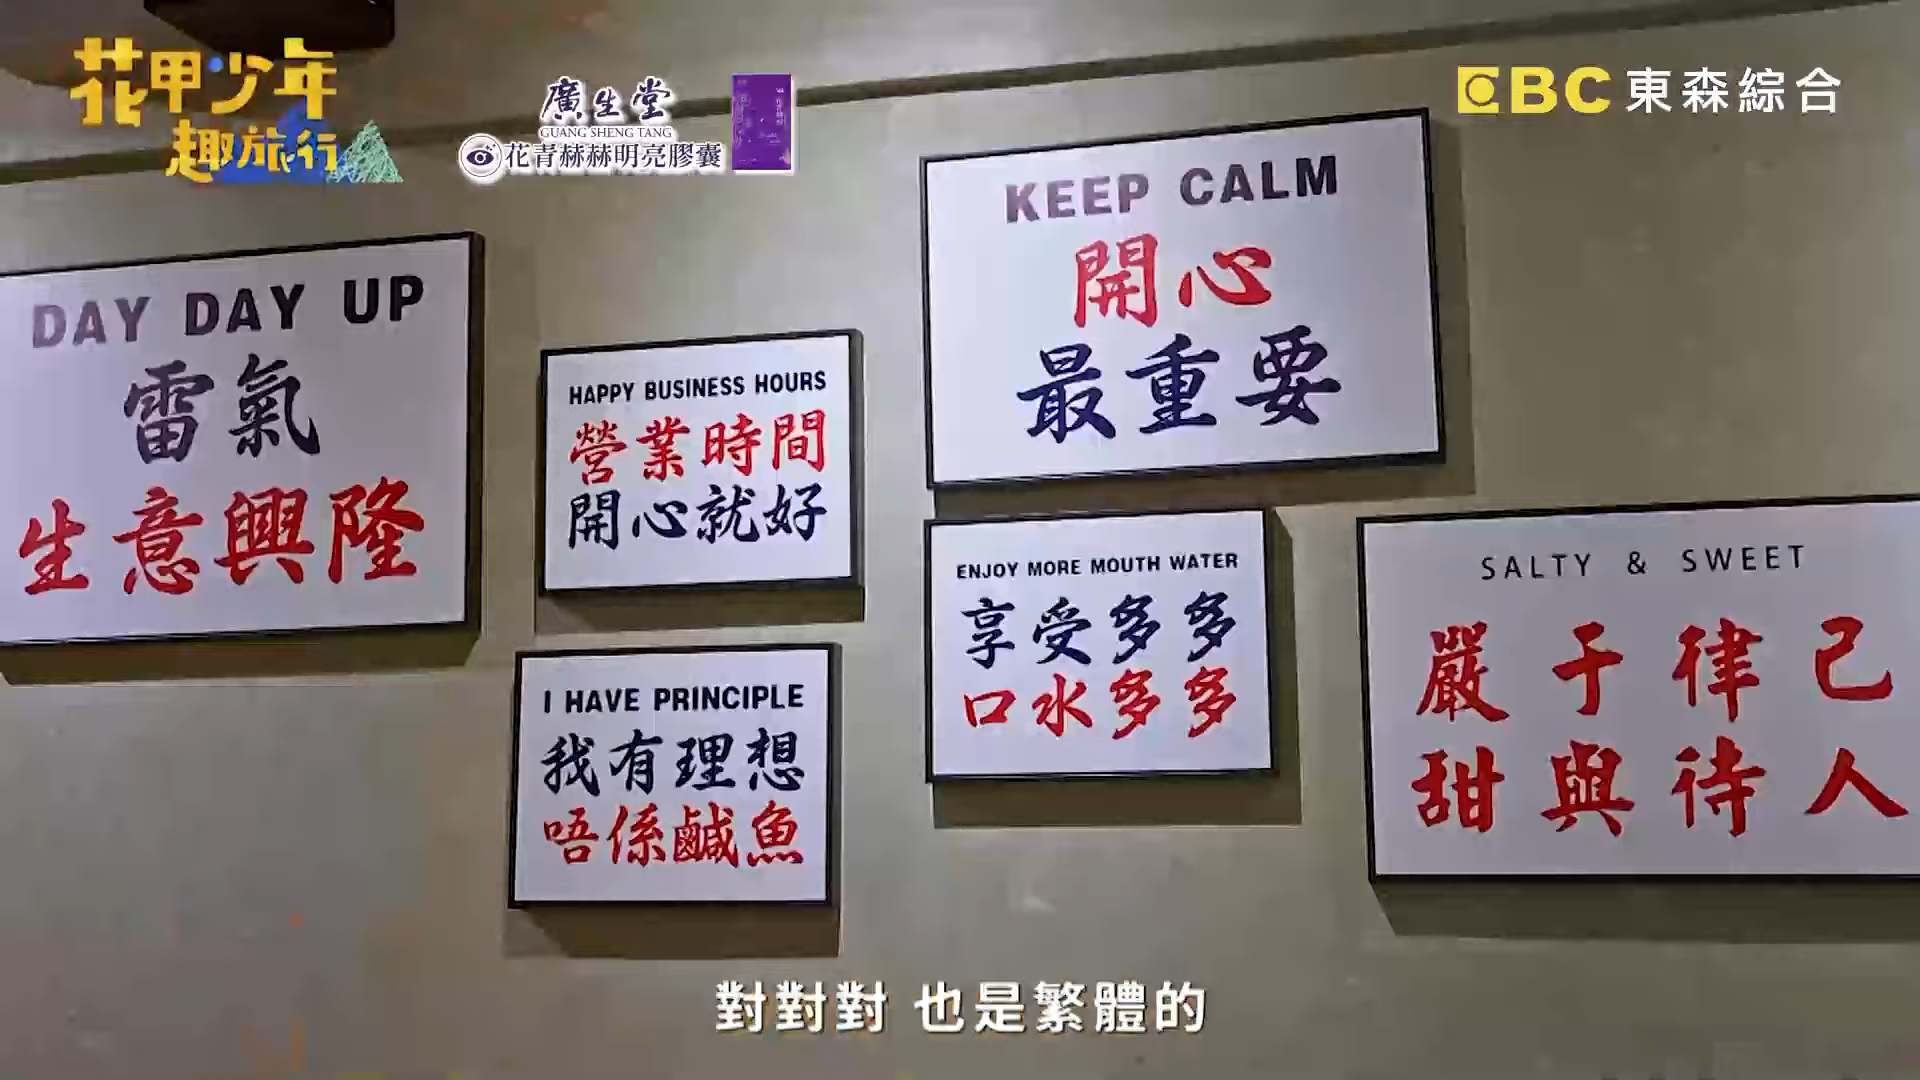 花甲少年
趣旅行
廣生堂
GUANG SHENG TANG
花青赫赫明亮膠囊
EBC 東森綜合
DAY DAY UP
雷氣
生意興隆
HAPPY BUSINESS HOURS
營業時間
開心就好
KEEP CALM
開心
最重要
I HAVE PRINCIPLE
我有理想
唔係鹹魚
ENJOY MORE MOUTH WATER
享受多多
口水多多
SALTY & SWEET
嚴于律己
甜與待人
對對對 也是繁體的